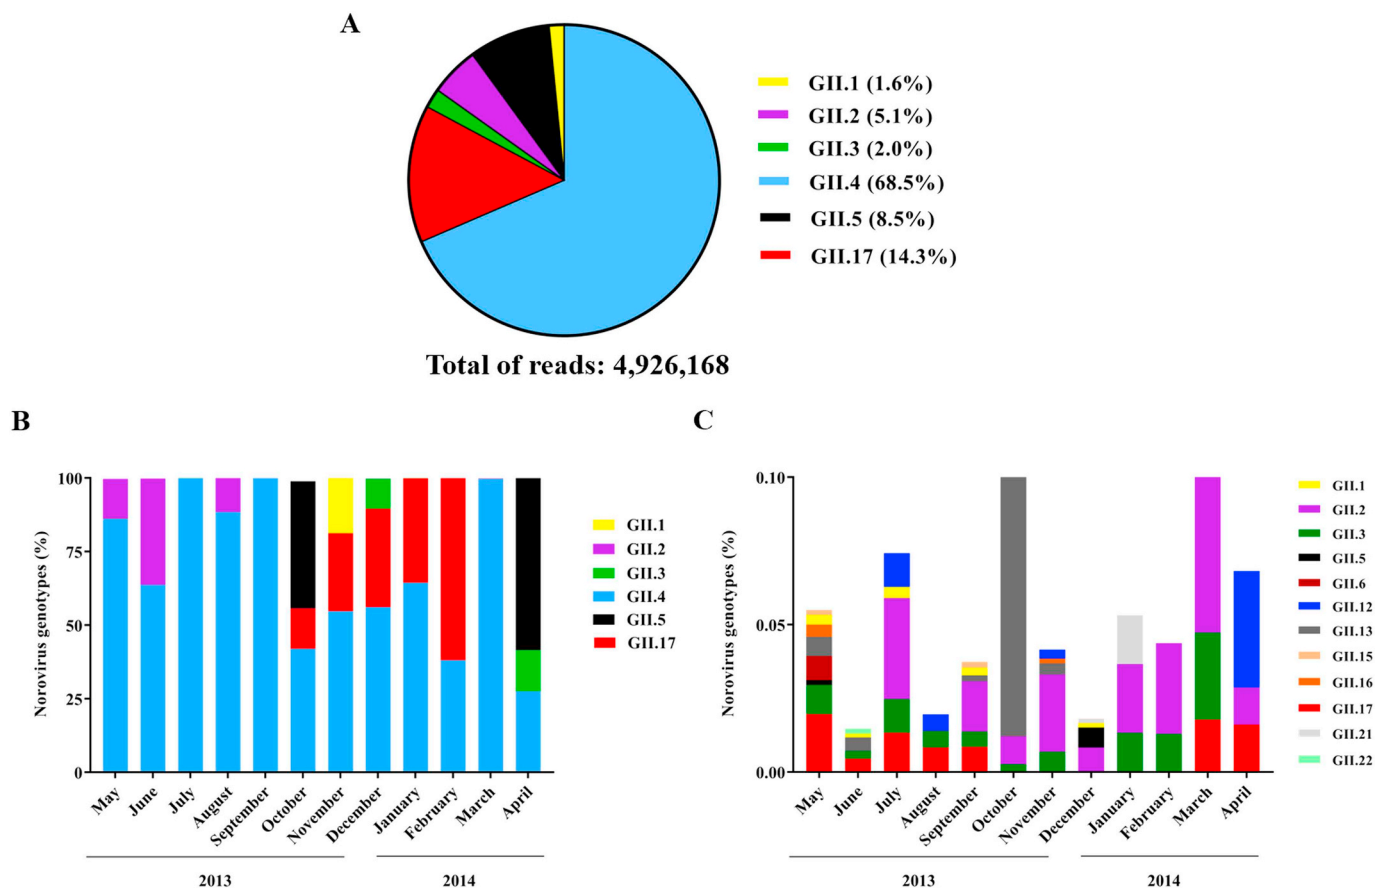 A
GII.1 (1.6%)
GII.2 (5.1%)
GII.3 (2.0%)
GII.4 (68.5%)
GII.5 (8.5%)
GII.17 (14.3%)
Total of reads: 4,926,168
B
Norovirus genotypes (%)
100
75
50
25
0
May
June
July
August
September
October
November
December
January
February
March
April
2013
2014
GII.1
GII.2
GII.3
GII.4
GII.5
GII.17
C
Norovirus genotypes (%)
0.10
0.05
0.00
May
June
July
August
September
October
November
December
January
February
March
April
2013
2014
GII.1
GII.2
GII.3
GII.5
GII.6
GII.12
GII.13
GII.15
GII.16
GII.17
GII.21
GII.22